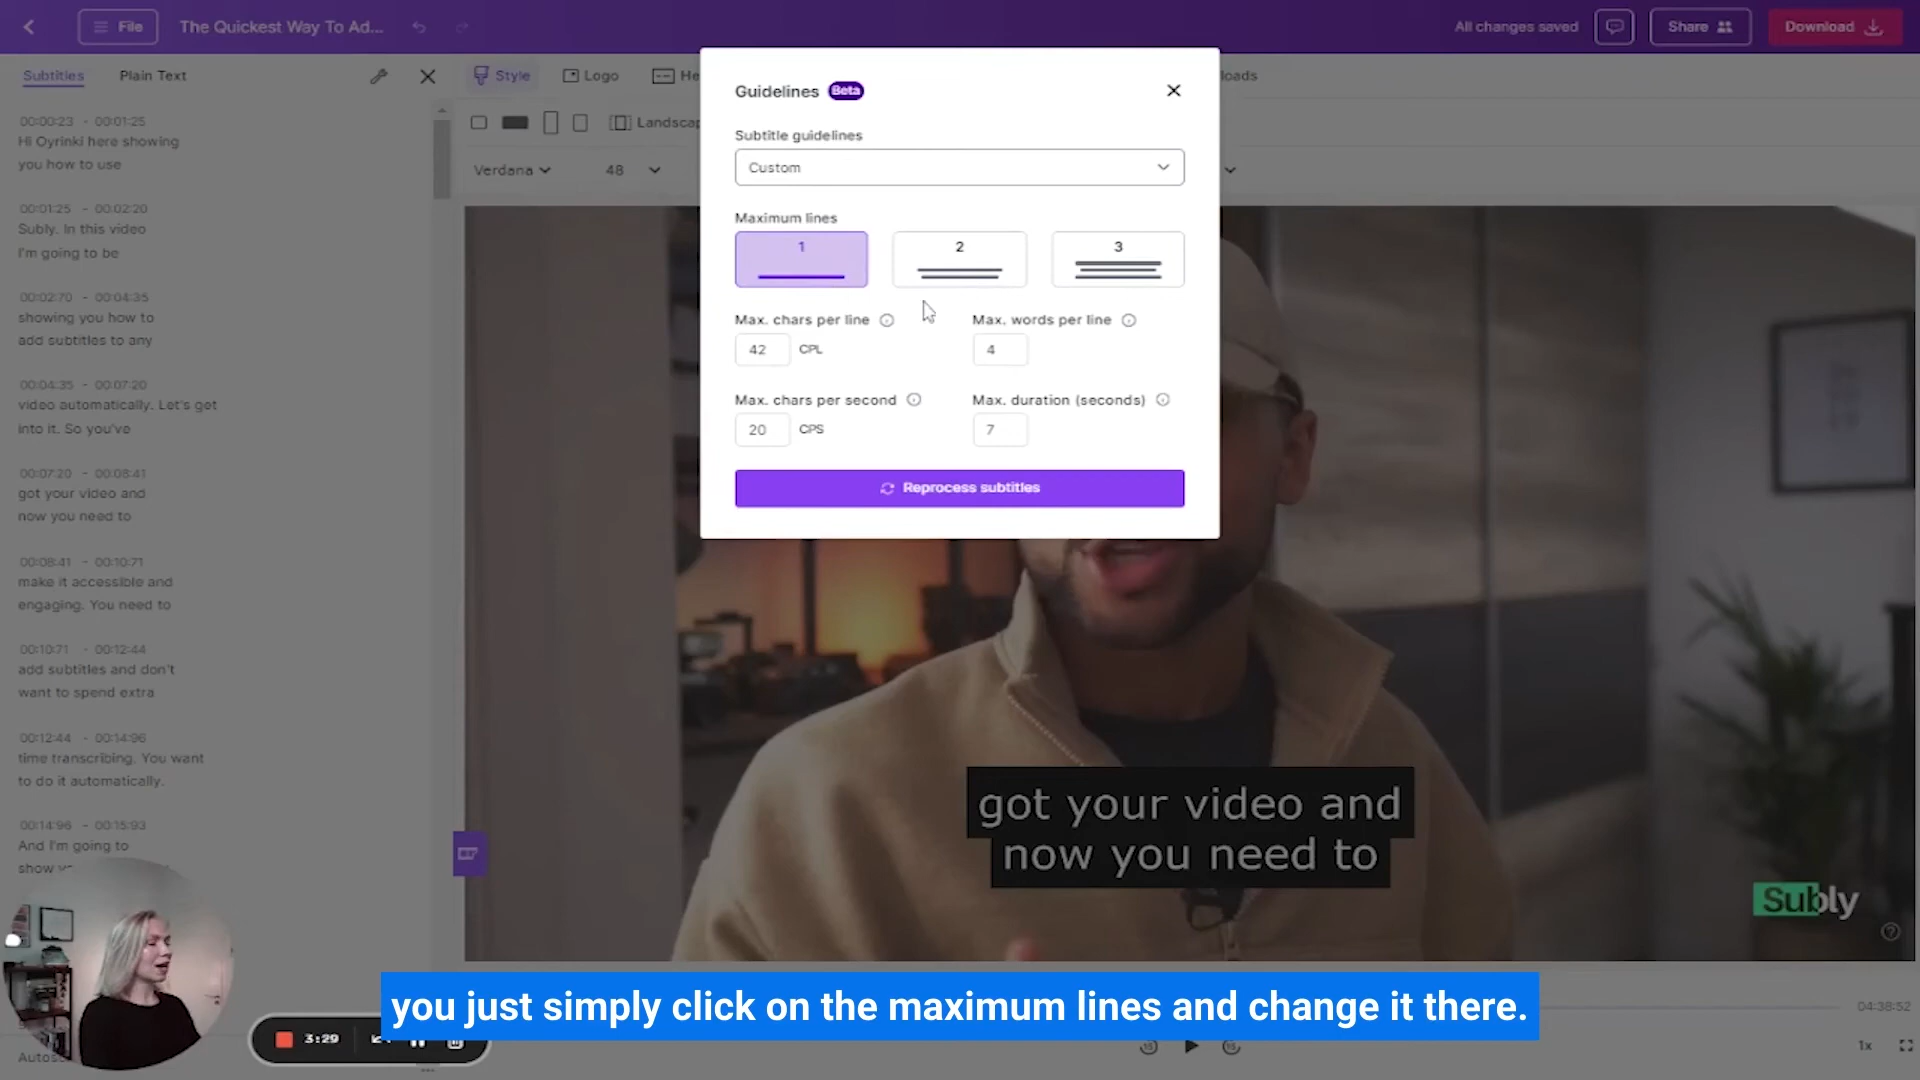 File
The Quickest Way To Ad...
All changes saved
Share
Download
Subtitles
Plain Text
Style
Logo
He
loads
Landscap
Verdana
48
00:00:23 - 00:01:25
Hi Oyrinki here showing
you how to use
00:01:25 - 00:02:20
Subly. In this video
I'm going to be
00:02:70 - 00:04:35
showing you how to
add subtitles to any
00:04:35 - 00:07:20
video automatically. Let's get
into it. So you've
00:07:20 - 00:08:41
got your video and
now you need to
00:08:41 - 00:10:71
make it accessible and
engaging. You need to
00:10:71 - 00:12:44
add subtitles and don't
want to spend extra
00:12:44 - 00:14:96
time transcribing. You want
to do it automatically.
00:14:96 - 00:15:93
And I'm going to
show
Guidelines Beta
Subtitle guidelines
Custom
Maximum lines
1
2
3
Max. chars per line
42 CPL
Max. words per line
4
Max. chars per second
20 CPS
Max. duration (seconds)
7
Reprocess subtitles
got your video and
now you need to
Subly
you just simply click on the maximum lines and change it there.
3:29
04:38:52
1x